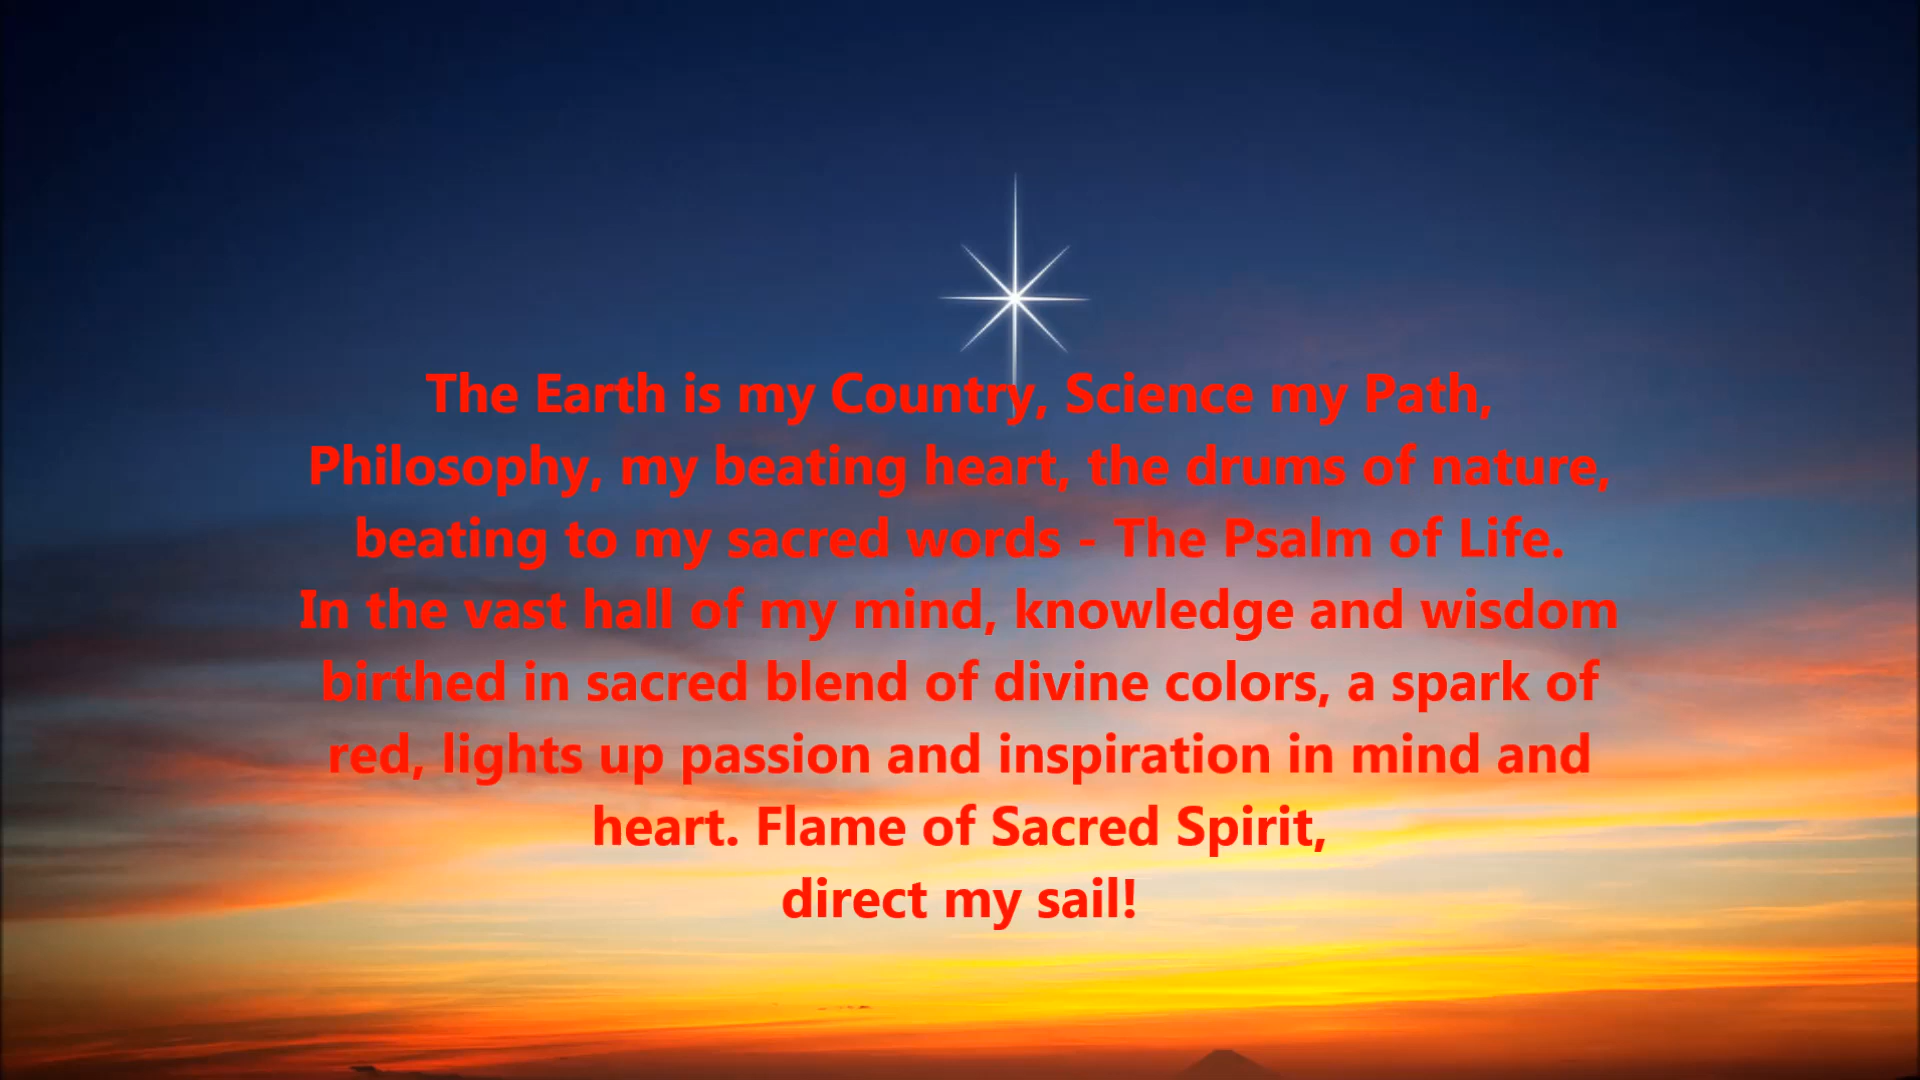 The Earth is my Country, Science my Path,
Philosophy, my beating heart, the drums of nature,
beating to my sacred words - The Psalm of Life.
In the vast hall of my mind, knowledge and wisdom
birthed in sacred blend of divine colors, a spark of
red, lights up passion and inspiration in mind and
heart. Flame of Sacred Spirit,
direct my sail!